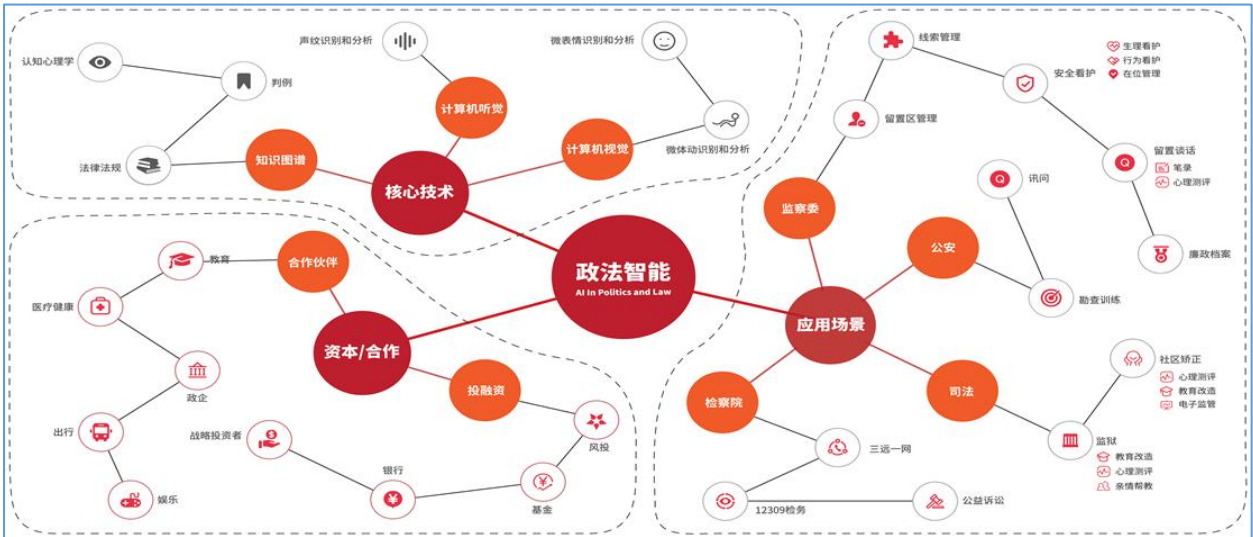 认知心理学
判例
法律法规
知识图谱
声纹识别和分析
计算机听觉
微表情识别和分析
微体动识别和分析
计算机视觉
核心技术
政法智能
AI In Politics and Law
教育
合作伙伴
医疗健康
政企
出行
娱乐
资本/合作
投融资
风投
基金
银行
战略投资者
应用场景
监察委
留置区管理
线索管理
安全看护
生理看护
行为看护
在位管理
留置谈话
笔录
心理测评
廉政档案
公安
勘查训练
讯问
司法
监狱
教育改造
心理测评
亲情帮教
社区矫正
心理测评
教育改造
电子监管
检察院
三远一网
12309检务
公益诉讼